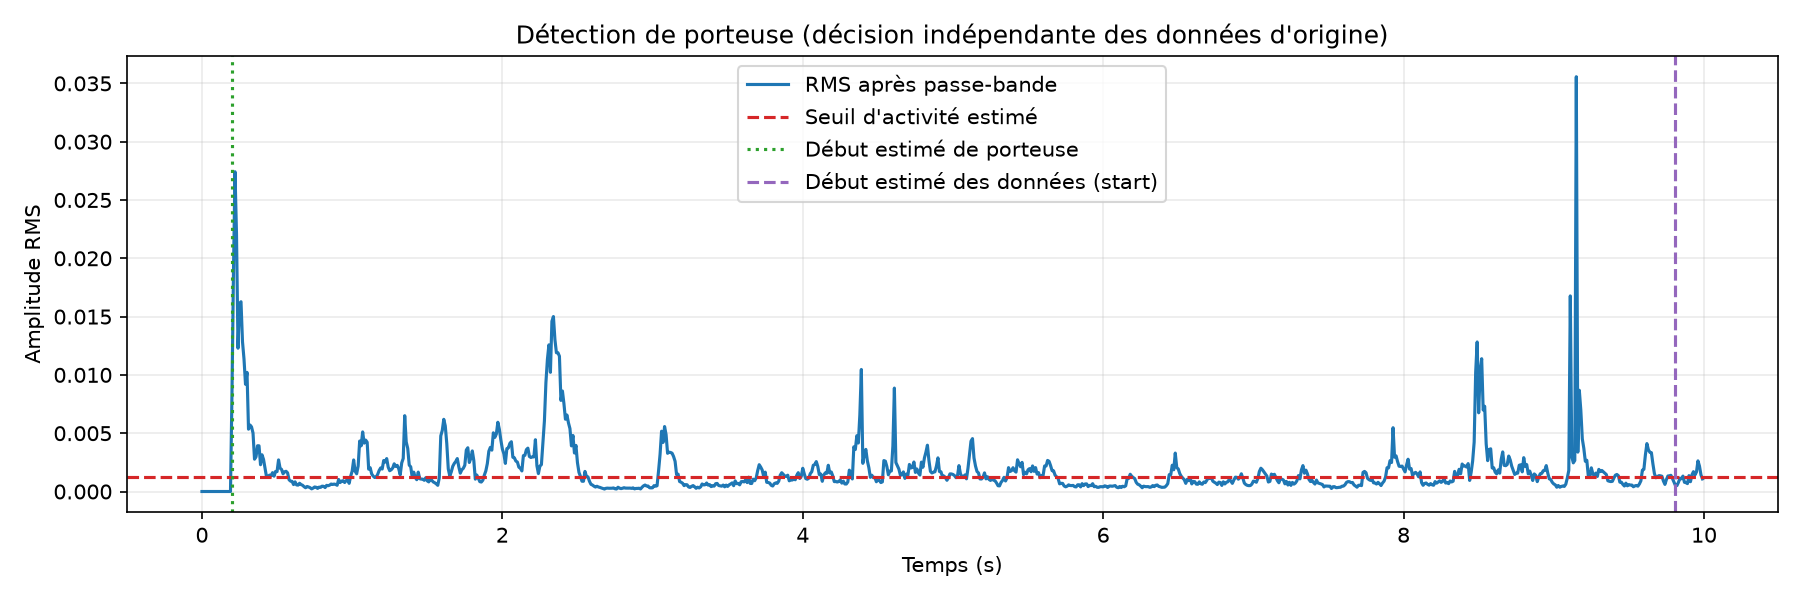 Détection de porteuse (décision indépendante des données d'origine)
RMS après passe-bande
Seuil d'activité estimé
Début estimé de porteuse
Début estimé des données (start)
Amplitude RMS
0.035
0.030
0.025
0.020
0.015
0.010
0.005
0.000
0 2 4 6 8 10
Temps (s)